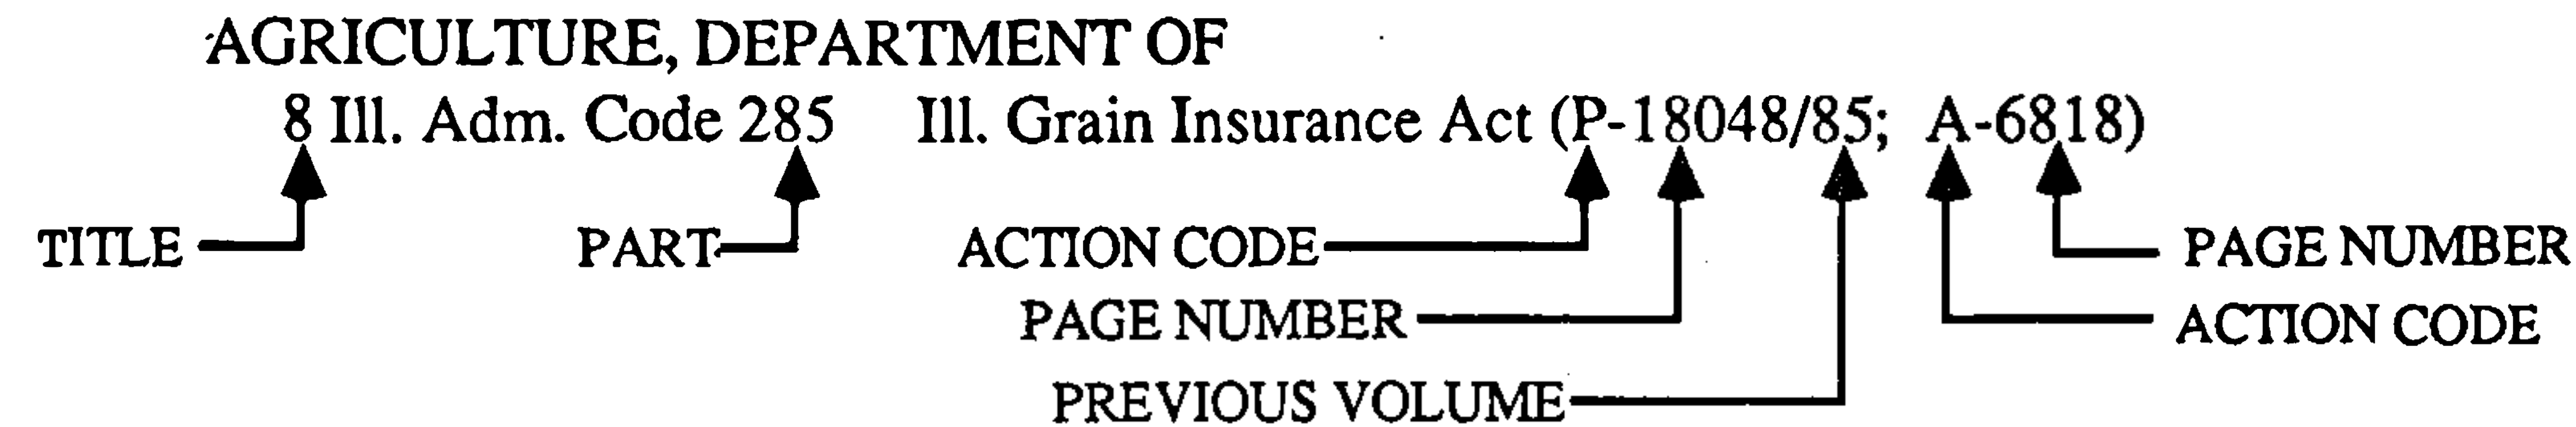 AGRICULTURE, DEPARTMENT OF
8 Ill. Adm. Code 285 Ill. Grain Insurance Act (P-18048/85; A-6818)
TITLE PART ACTION CODE PAGE NUMBER
PAGE NUMBER ACTION CODE
PREVIOUS VOLUME